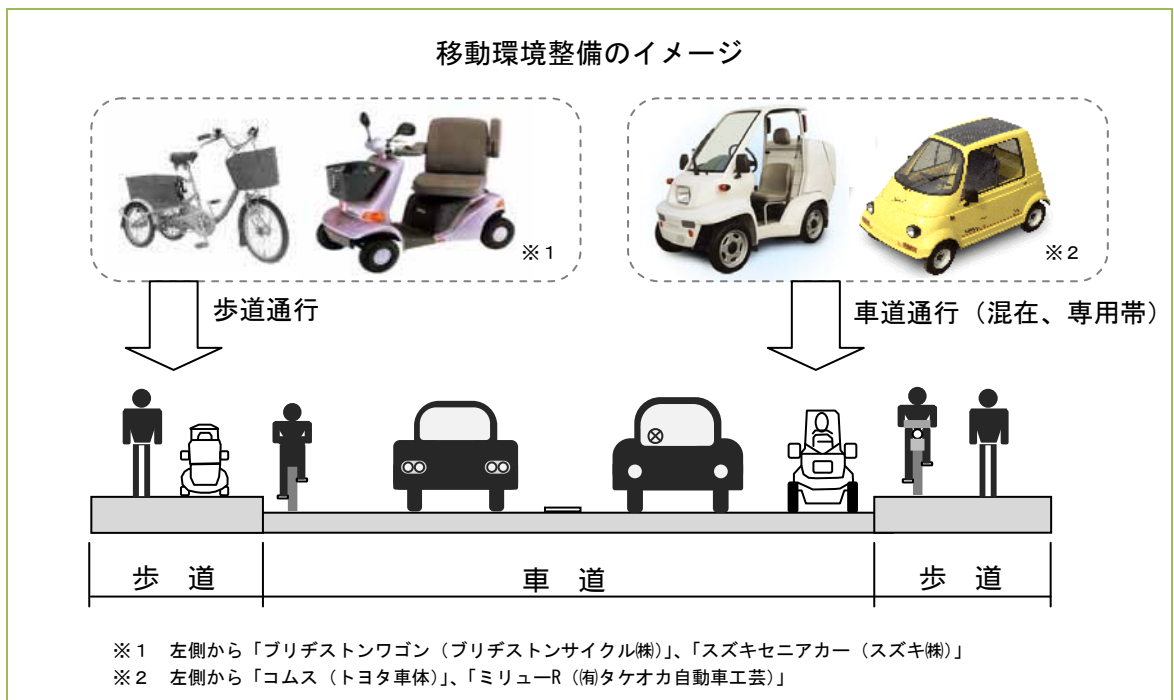 移動環境整備のイメージ
※1
※2
歩道通行
車道通行（混在、専用帯）
歩　道
車　道
歩　道
※1　左側から「ブリヂストンワゴン（ブリヂストンサイクル㈱）」、「スズキセニアカー（スズキ㈱）」
※2　左側から「コムス（トヨタ車体）」、「ミリューR（㈲タケオカ自動車工芸）」